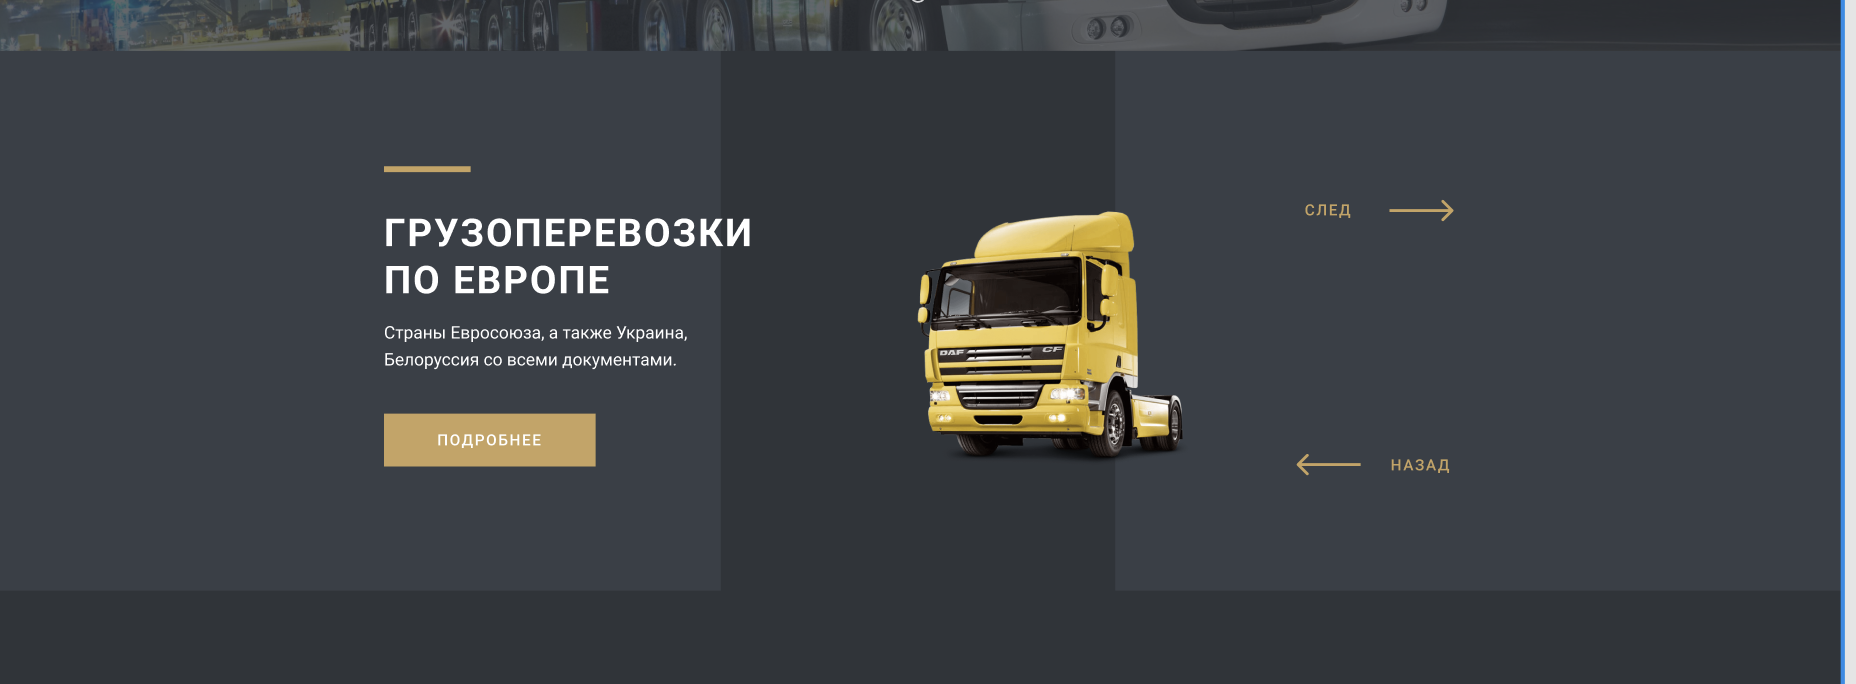 ГРУЗОПЕРЕВОЗКИ
ПО ЕВРОПЕ
Страны Евросоюза, а также Украина,
Белоруссия со всеми документами.
ПОДРОБНЕЕ
DAF CF
СЛЕД
НАЗАД